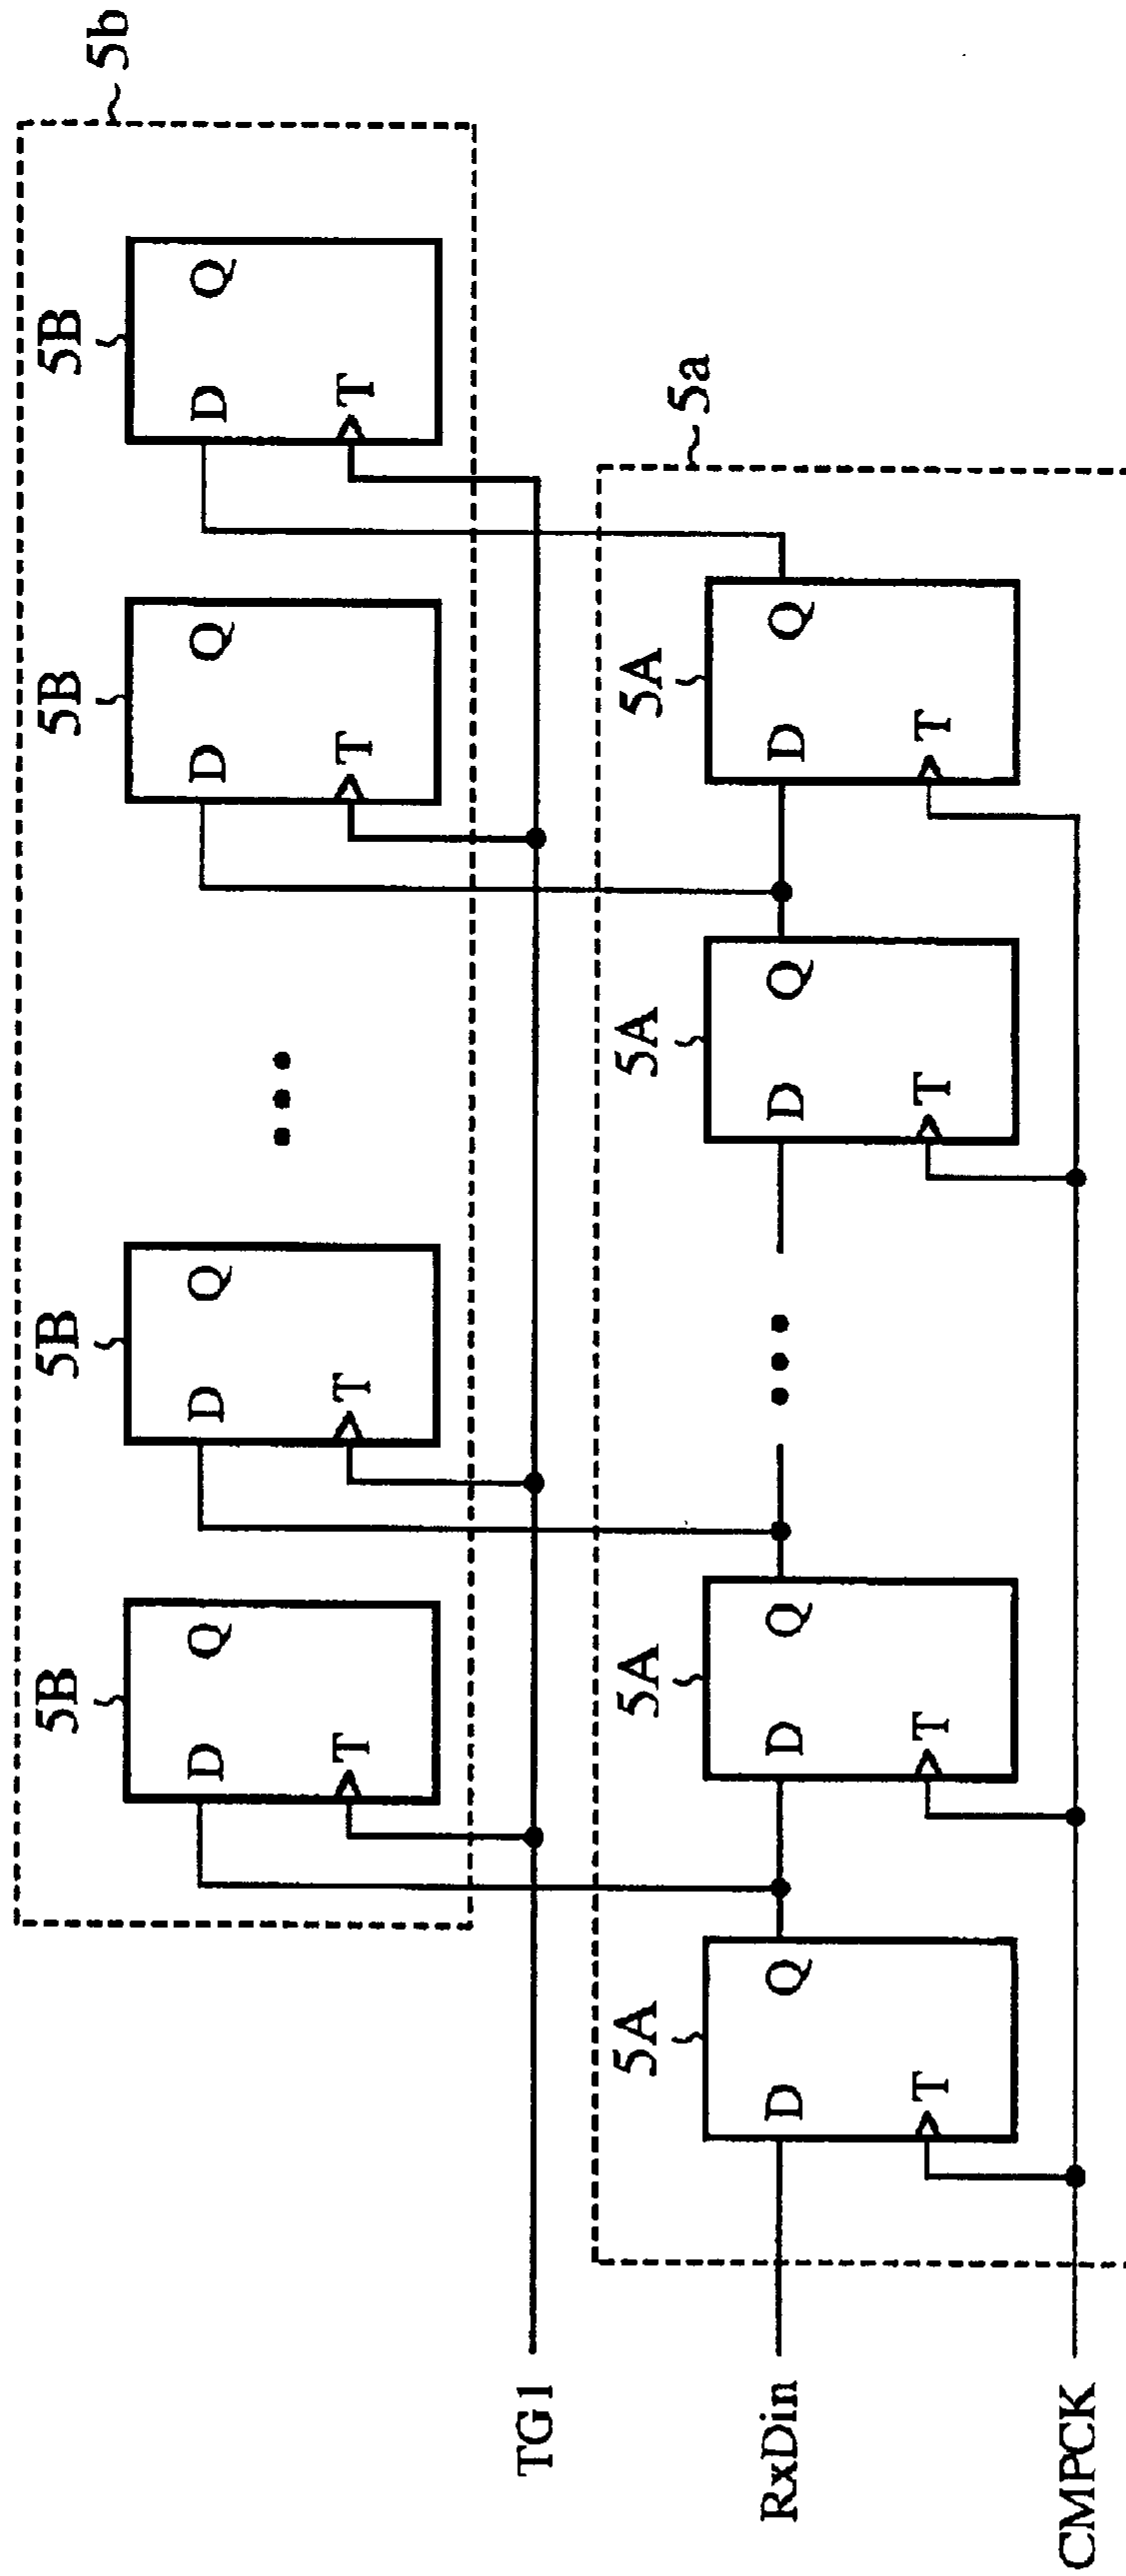 5b
5B 5B 5B 5B
D Q D Q D Q D Q
T T T T
TG1
5a
5A 5A 5A 5A
RxDin D Q D Q D Q D Q
T T T T
CMPCK